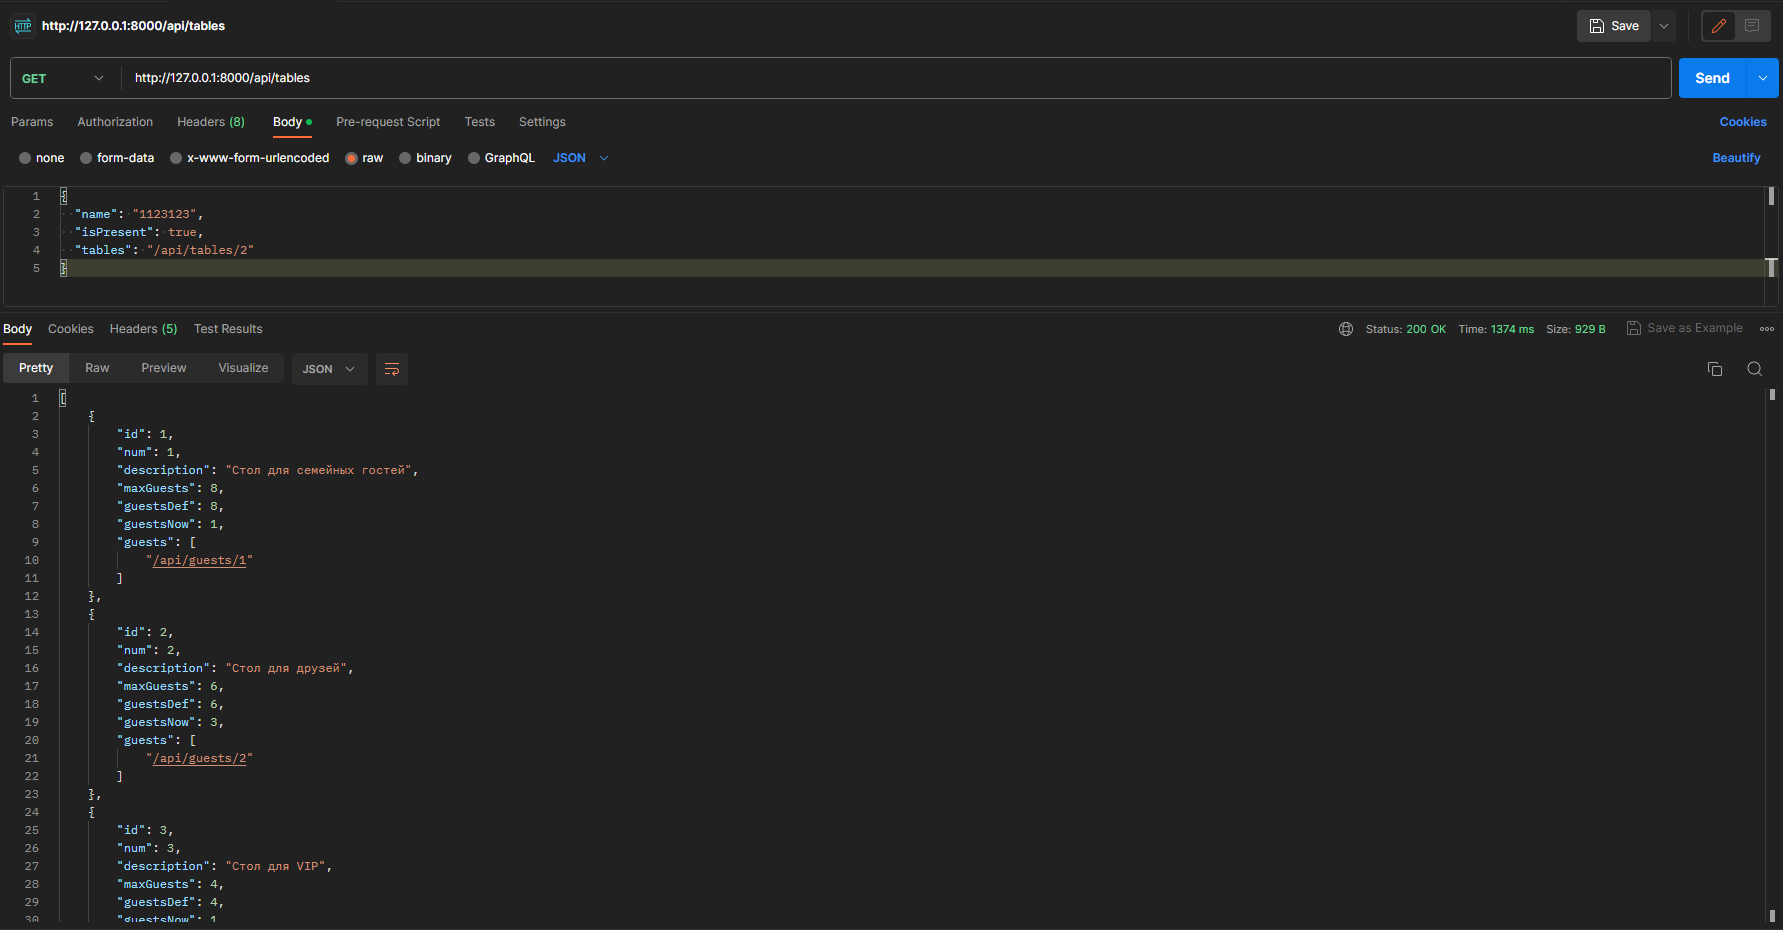 HTTP http://127.0.0.1:8000/api/tables Save
GET http://127.0.0.1:8000/api/tables Send
Params Authorization Headers (8) Body Pre-request Script Tests Settings Cookies
none form-data x-www-form-urlencoded raw binary GraphQL JSON Beautify
1 {
2 "name": "1123123",
3 "isPresent": true,
4 "tables": "/api/tables/2"
5 }
Body Cookies Headers (5) Test Results Status: 200 OK Time: 1374 ms Size: 929 B Save as Example
Pretty Raw Preview Visualize JSON
1 [
2 {
3 "id": 1,
4 "num": 1,
5 "description": "Стол для семейных гостей",
6 "maxGuests": 8,
7 "guestsDef": 8,
8 "guestsNow": 1,
9 "guests": [
10 "/api/guests/1"
11 ]
12 },
13 {
14 "id": 2,
15 "num": 2,
16 "description": "Стол для друзей",
17 "maxGuests": 6,
18 "guestsDef": 6,
19 "guestsNow": 3,
20 "guests": [
21 "/api/guests/2"
22 ]
23 },
24 {
25 "id": 3,
26 "num": 3,
27 "description": "Стол для VIP",
28 "maxGuests": 4,
29 "guestsDef": 4,
30 "guestsNow": 1